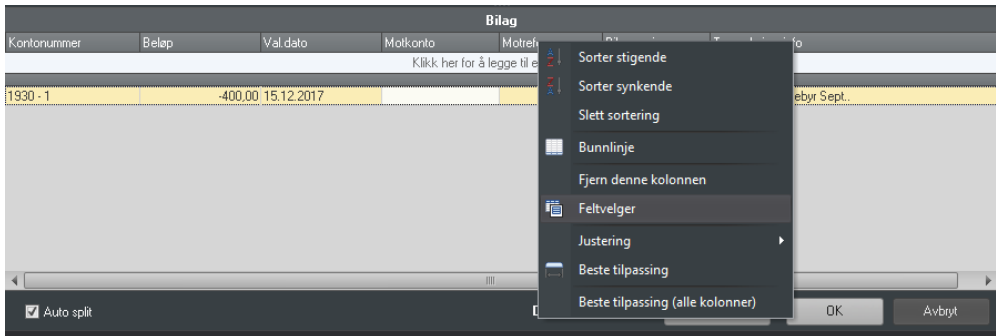 Bilag
Kontonummer Beløp Val.dato Motkonto
Klikk her for å legge til
1930 - 1 -400,00 15.12.2017
Sorter stigende
Sorter synkende
Slett sortering
Bunnlinje
Fjern denne kolonnen
Feltvelger
Justering
Beste tilpassing
Beste tilpassing (alle kolonner)
Sept..
Auto split OK Avbryt